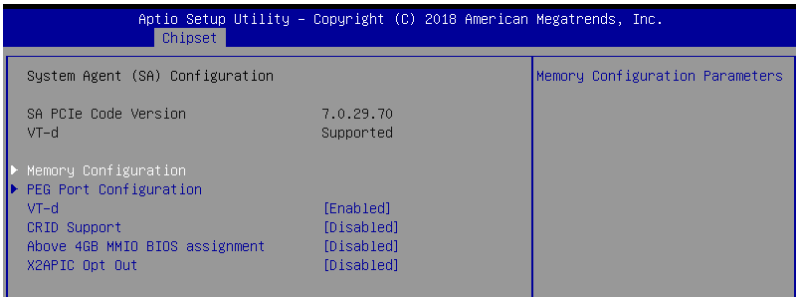 Aptio Setup Utility – Copyright (C) 2018 American Megatrends, Inc.
Chipset
System Agent (SA) Configuration
Memory Configuration Parameters
SA PCIe Code Version 7.0.29.70
VT-d Supported
Memory Configuration
PEG Port Configuration
VT-d [Enabled]
CRID Support [Disabled]
Above 4GB MMIO BIOS assignment [Disabled]
X2APIC Opt Out [Disabled]